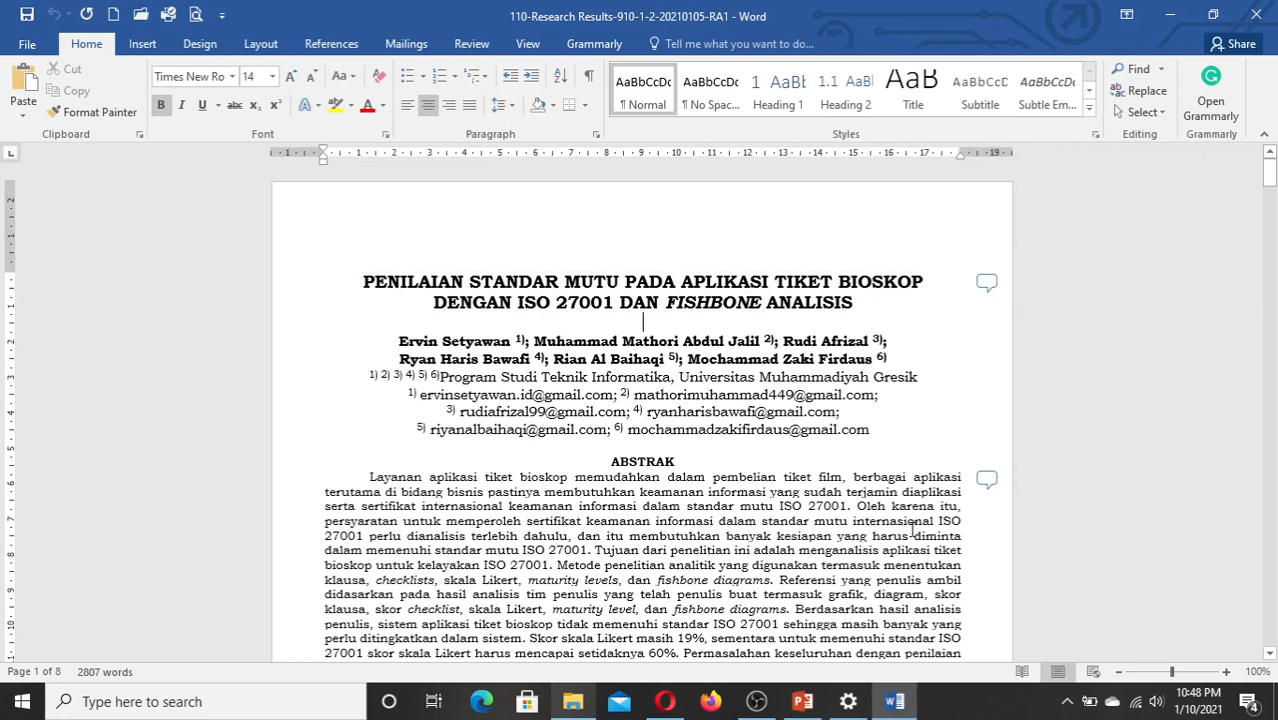 110-Research Results-910-1-2-20210105-RA1 - Word
File Home Insert Design Layout References Mailings Review View Grammarly Tell me what you want to do... Share
Paste Cut Copy Format Painter
Times New Ro 14
AaBbCcDc ¶ Normal AaBbCcDc ¶ No Spac... 1 AaBb Heading 1 1.1 AaBb Heading 2 AaB Title AaBbCcD Subtitle AaBbCcDc Subtle Em...
Find Replace Select Open Grammarly
Clipboard Font Paragraph Styles Editing Grammarly
PENILAIAN STANDAR MUTU PADA APLIKASI TIKET BIOSKOP
DENGAN ISO 27001 DAN FISHBONE ANALISIS
Ervin Setyawan 1); Muhammad Mathori Abdul Jalil 2); Rudi Afrizal 3);
Ryan Haris Bawafi 4); Rian Al Baihaqi 5); Mochammad Zaki Firdaus 6)
1) 2) 3) 4) 5) 6)Program Studi Teknik Informatika, Universitas Muhammadiyah Gresik
1) ervinsetyawan.id@gmail.com; 2) mathorimuhammad449@gmail.com;
3) rudiafrizal99@gmail.com; 4) ryanharisbawafi@gmail.com;
5) riyanalbaihaqi@gmail.com; 6) mochammadzakifirdaus@gmail.com
ABSTRAK
Layanan aplikasi tiket bioskop memudahkan dalam pembelian tiket film, berbagai aplikasi
terutama di bidang bisnis pastinya membutuhkan keamanan informasi yang sudah terjamin diaplikasi
serta sertifikat internasional keamanan informasi dalam standar mutu ISO 27001. Oleh karena itu,
persyaratan untuk memperoleh sertifikat keamanan informasi dalam standar mutu internasional ISO
27001 perlu dianalisis terlebih dahulu, dan itu membutuhkan banyak kesiapan yang harus diminta
dalam memenuhi standar mutu ISO 27001. Tujuan dari penelitian ini adalah menganalisis aplikasi tiket
bioskop untuk kelayakan ISO 27001. Metode penelitian analitik yang digunakan termasuk menentukan
klausa, checklists, skala Likert, maturity levels, dan fishbone diagrams. Referensi yang penulis ambil
didasarkan pada hasil analisis tim penulis yang telah penulis buat termasuk grafik, diagram, skor
klausa, skor checklist, skala Likert, maturity level, dan fishbone diagrams. Berdasarkan hasil analisis
penulis, sistem aplikasi tiket bioskop tidak memenuhi standar ISO 27001 sehingga masih banyak yang
perlu ditingkatkan dalam sistem. Skor skala Likert masih 19%, sementara untuk memenuhi standar ISO
27001 skor skala Likert harus mencapai setidaknya 60%. Permasalahan keseluruhan dengan penilaian
Page 1 of 8 2807 words 100%
Type here to search 10:48 PM
1/10/2021 4